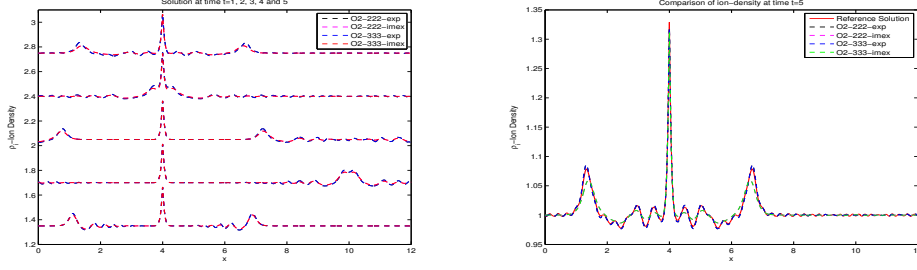 Solution at time t=1, 2, 3, 4 and 5
O2-222-exp
O2-222-imex
O2-333-exp
O2-333-imex
3
2.8
2.6
2.4
2.2
2
1.8
1.6
1.4
1.2
ρi-Ion Density
0 2 4 6 8 10 12
x
Comparison of ion-density at time t=5
Reference Solution
O2-222-exp
O2-222-imex
O2-333-exp
O2-333-imex
1.35
1.3
1.25
1.2
1.15
1.1
1.05
1
0.95
ρi-Ion Density
0 2 4 6 8 10 12
x